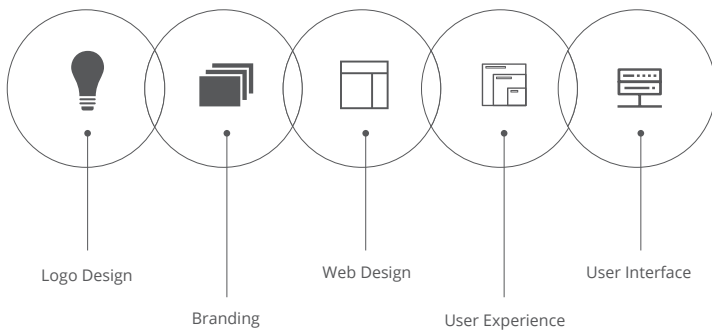 Logo Design
Branding
Web Design
User Experience
User Interface